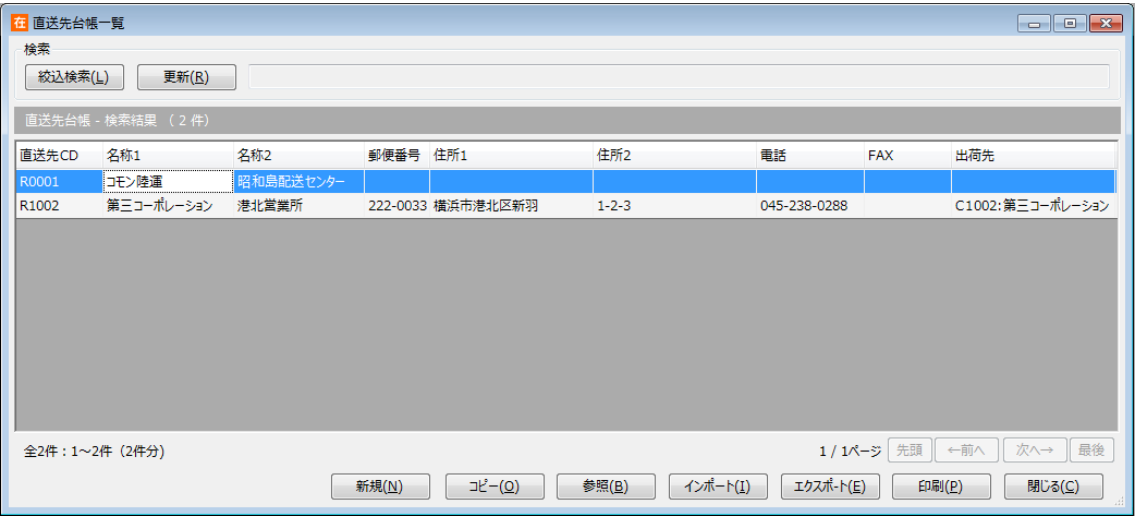 在 直送先台帳一覧
検索
絞込検索(L) 更新(R)
直送先台帳 - 検索結果 （ 2 件）
直送先CD 名称1 名称2 郵便番号 住所1 住所2 電話 FAX 出荷先
R0001 コモン陸運 昭和島配送センター
R1002 第三コーポレーション 港北営業所 222-0033 横浜市港北区新羽 1-2-3 045-238-0288 C1002:第三コーポレーション
全2件：1～2件（2件分） 1 / 1ページ 先頭 ←前へ 次へ→ 最後
新規(N) コピー(O) 参照(B) インポート(I) エクスポート(E) 印刷(P) 閉じる(C)